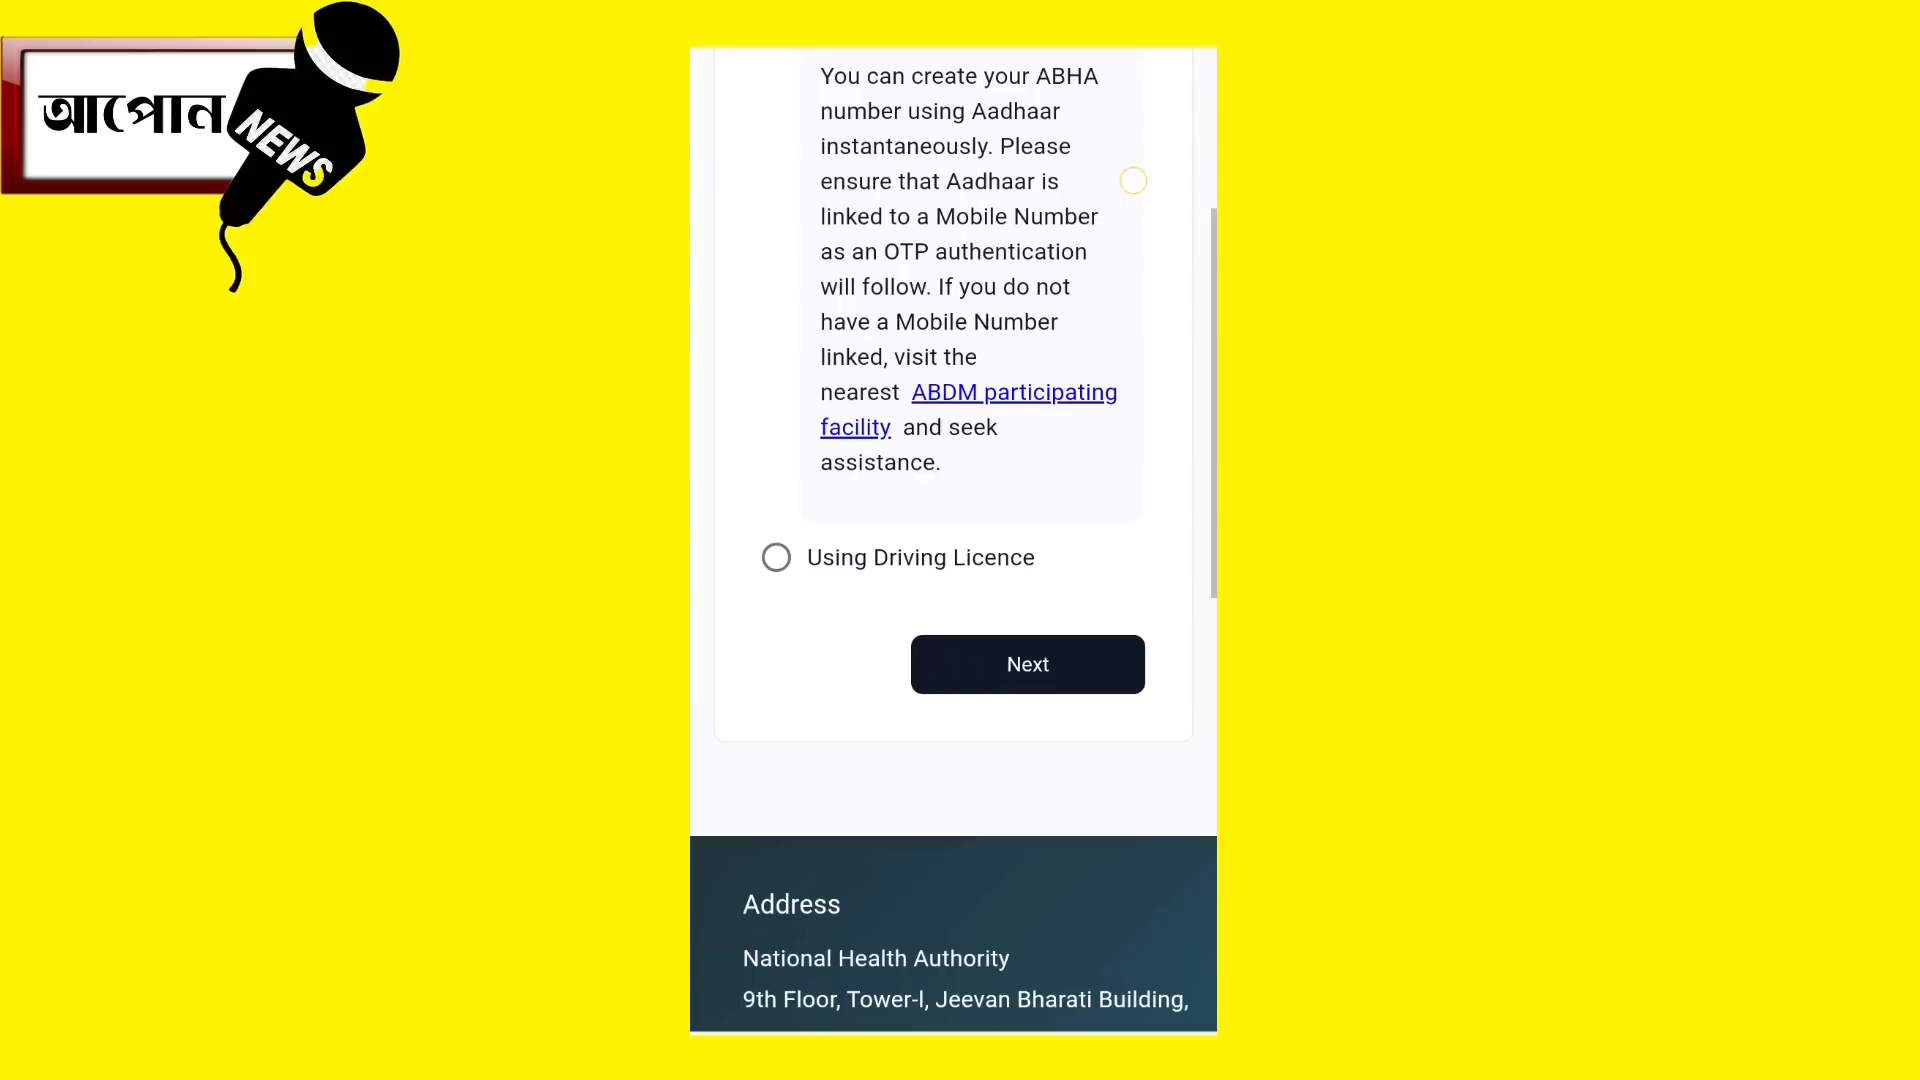 আপোন
NEWS
You can create your ABHA
number using Aadhaar
instantaneously. Please
ensure that Aadhaar is
linked to a Mobile Number
as an OTP authentication
will follow. If you do not
have a Mobile Number
linked, visit the
nearest ABDM participating
facility and seek
assistance.
Using Driving Licence
Next
Address
National Health Authority
9th Floor, Tower-l, Jeevan Bharati Building,